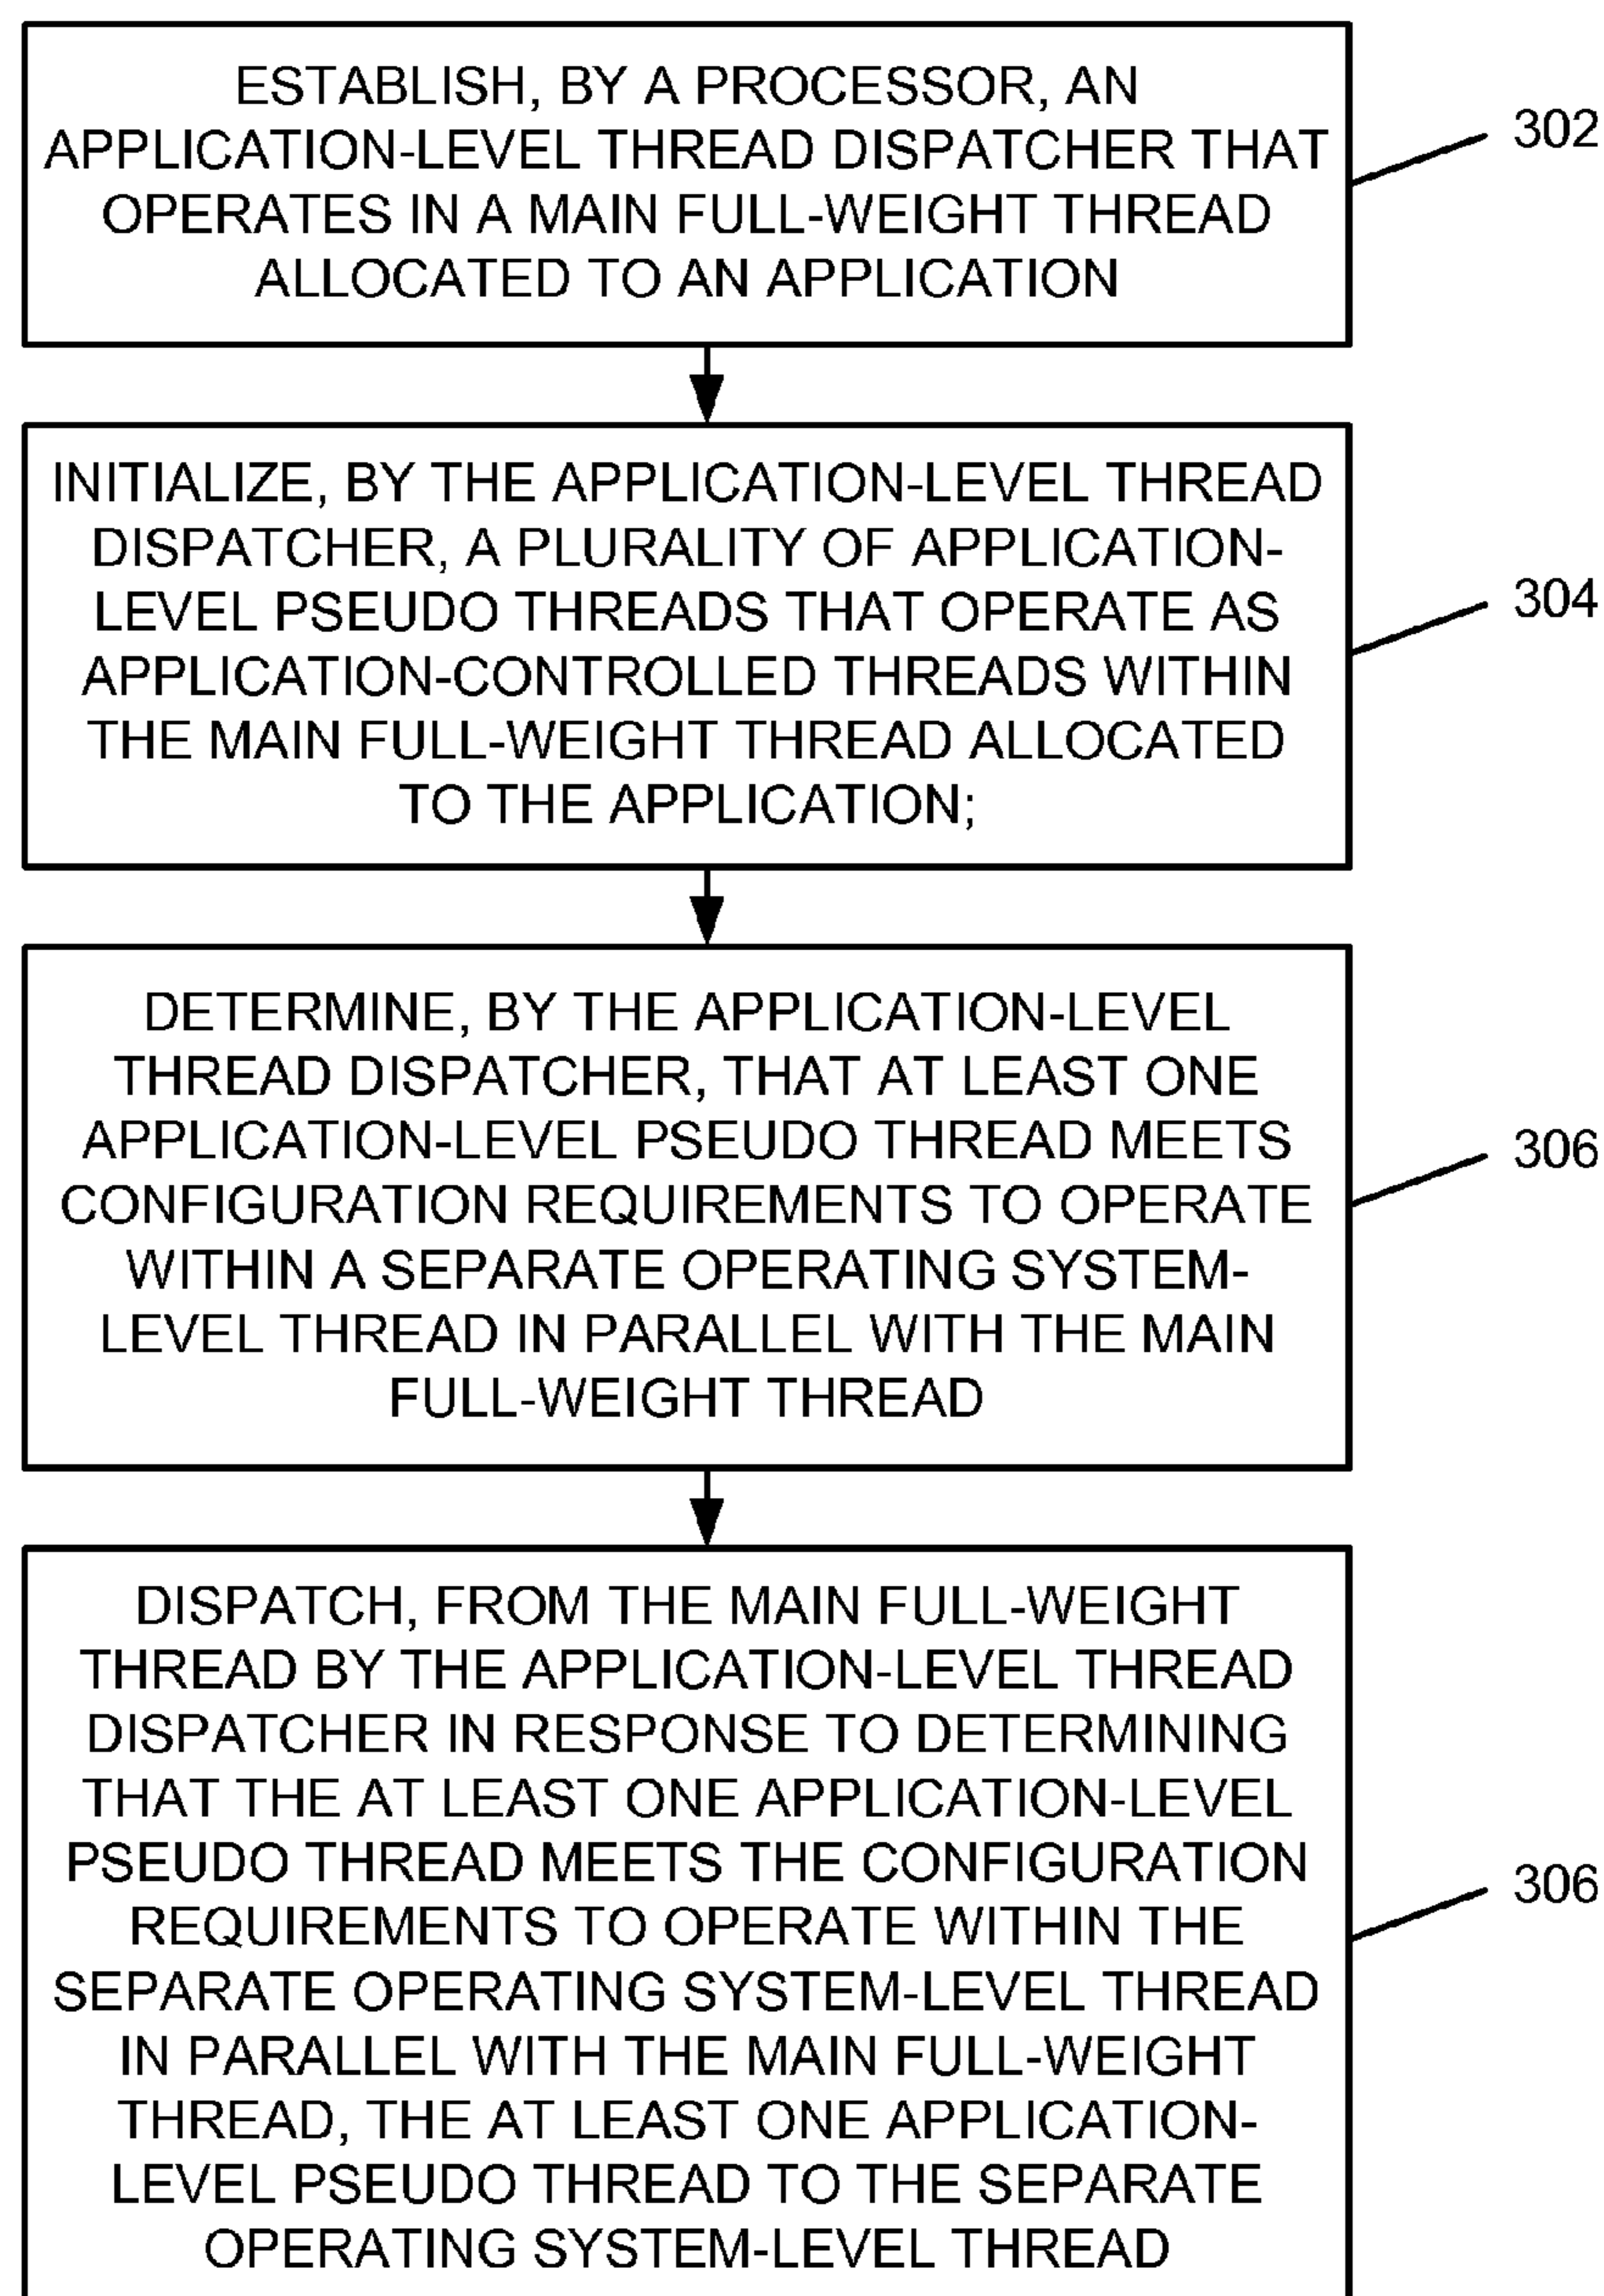 ESTABLISH, BY A PROCESSOR, AN
APPLICATION-LEVEL THREAD DISPATCHER THAT
OPERATES IN A MAIN FULL-WEIGHT THREAD
ALLOCATED TO AN APPLICATION
302
INITIALIZE, BY THE APPLICATION-LEVEL THREAD
DISPATCHER, A PLURALITY OF APPLICATION-
LEVEL PSEUDO THREADS THAT OPERATE AS
APPLICATION-CONTROLLED THREADS WITHIN
THE MAIN FULL-WEIGHT THREAD ALLOCATED
TO THE APPLICATION;
304
DETERMINE, BY THE APPLICATION-LEVEL
THREAD DISPATCHER, THAT AT LEAST ONE
APPLICATION-LEVEL PSEUDO THREAD MEETS
CONFIGURATION REQUIREMENTS TO OPERATE
WITHIN A SEPARATE OPERATING SYSTEM-
LEVEL THREAD IN PARALLEL WITH THE MAIN
FULL-WEIGHT THREAD
306
DISPATCH, FROM THE MAIN FULL-WEIGHT
THREAD BY THE APPLICATION-LEVEL THREAD
DISPATCHER IN RESPONSE TO DETERMINING
THAT THE AT LEAST ONE APPLICATION-LEVEL
PSEUDO THREAD MEETS THE CONFIGURATION
REQUIREMENTS TO OPERATE WITHIN THE
SEPARATE OPERATING SYSTEM-LEVEL THREAD
IN PARALLEL WITH THE MAIN FULL-WEIGHT
THREAD, THE AT LEAST ONE APPLICATION-
LEVEL PSEUDO THREAD TO THE SEPARATE
OPERATING SYSTEM-LEVEL THREAD
306